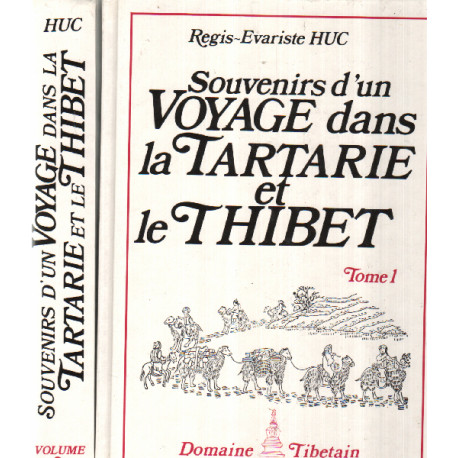 HUC
SOUVENIRS D'UN VOYAGE DANS LA
TARTARIE ET LE THIBET
VOLUME
Regis~Evariste HUC
Souvenirs d'un
VOYAGE dans
la TARTARIE
et
le THIBET
Tome 1
Domaine Tibetain